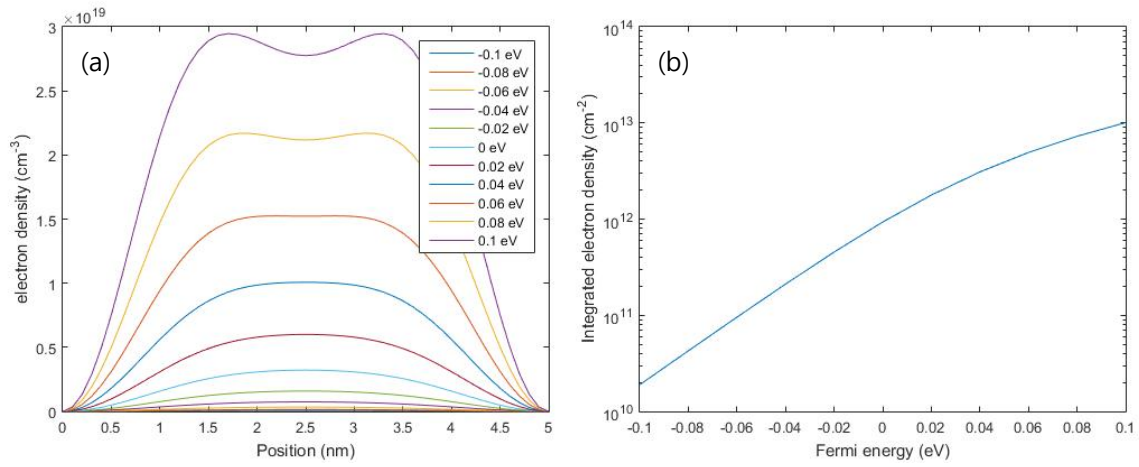 ×10^19
(a)
3
2.5
2
1.5
1
0.5
0
electron density (cm^-3)
0 0.5 1 1.5 2 2.5 3 3.5 4 4.5 5
Position (nm)
-0.1 eV
-0.08 eV
-0.06 eV
-0.04 eV
-0.02 eV
0 eV
0.02 eV
0.04 eV
0.06 eV
0.08 eV
0.1 eV
(b)
10^14
10^13
10^12
10^11
10^10
Integrated electron density (cm^-2)
-0.1 -0.08 -0.06 -0.04 -0.02 0 0.02 0.04 0.06 0.08 0.1
Fermi energy (eV)